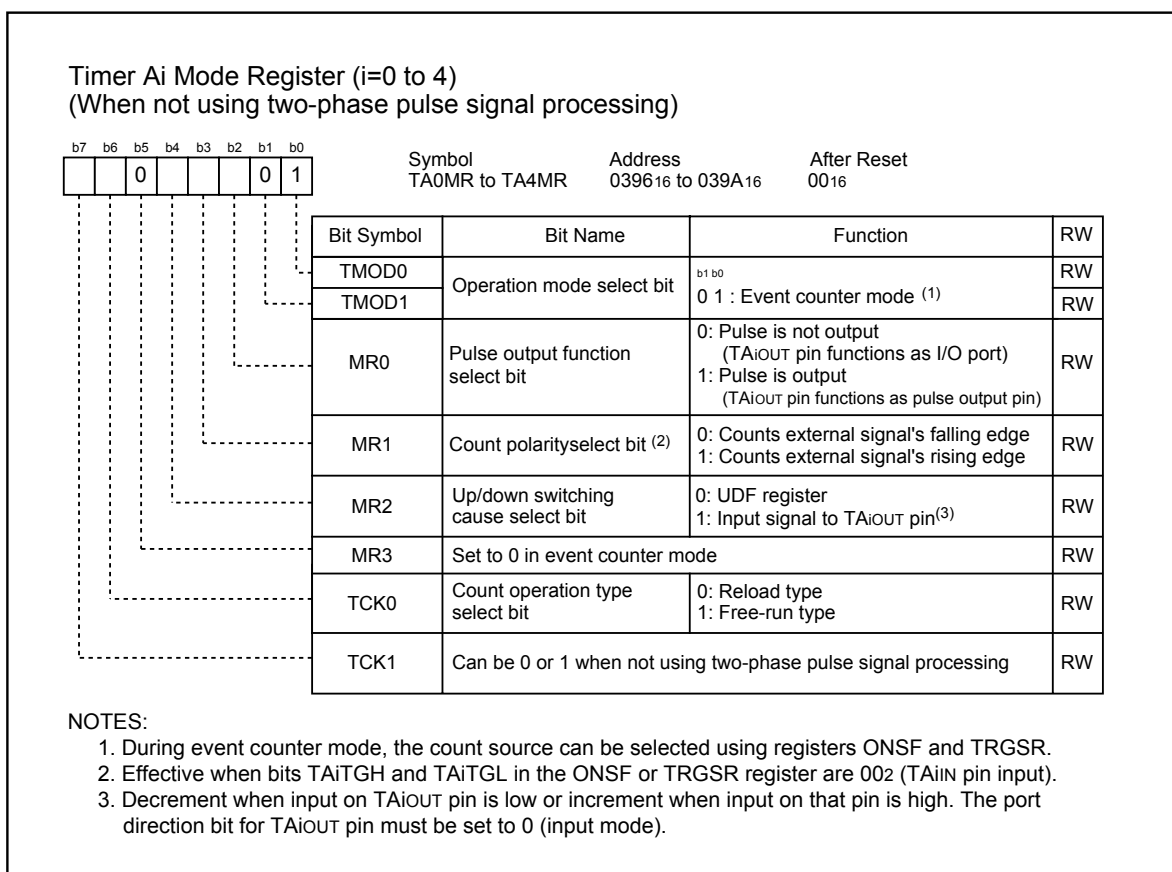 Timer Ai Mode Register (i=0 to 4)
(When not using two-phase pulse signal processing)
b7 b6 b5 b4 b3 b2 b1 b0
0 0 1
Symbol Address After Reset
TA0MR to TA4MR 039616 to 039A16 0016
Bit Symbol Bit Name Function RW
TMOD0 Operation mode select bit b1 b0 RW
TMOD1 0 1 : Event counter mode (1) RW
MR0 Pulse output function select bit 0: Pulse is not output RW
(TAiOUT pin functions as I/O port)
1: Pulse is output
(TAiOUT pin functions as pulse output pin)
MR1 Count polarityselect bit (2) 0: Counts external signal's falling edge RW
1: Counts external signal's rising edge
MR2 Up/down switching cause select bit 0: UDF register RW
1: Input signal to TAiOUT pin(3)
MR3 Set to 0 in event counter mode RW
TCK0 Count operation type select bit 0: Reload type RW
1: Free-run type
TCK1 Can be 0 or 1 when not using two-phase pulse signal processing RW
NOTES:
1. During event counter mode, the count source can be selected using registers ONSF and TRGSR.
2. Effective when bits TAiTGH and TAiTGL in the ONSF or TRGSR register are 002 (TAiIN pin input).
3. Decrement when input on TAiOUT pin is low or increment when input on that pin is high. The port
direction bit for TAiOUT pin must be set to 0 (input mode).